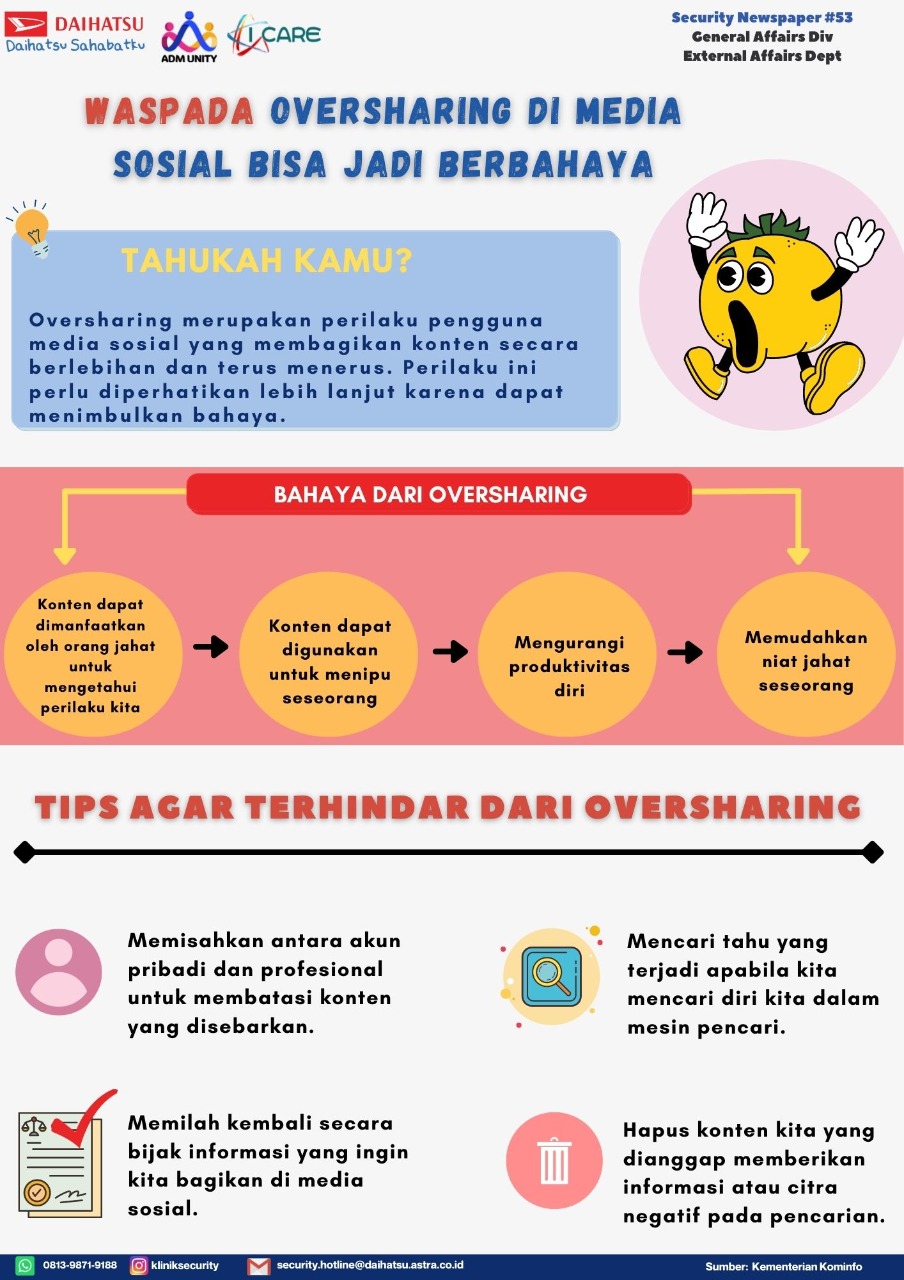 DAIHATSU
Daihatsu Sahabatku
ADM UNITY
I CARE
Security Newspaper #53
General Affairs Div
External Affairs Dept
WASPADA OVERSHARING DI MEDIA
SOSIAL BISA JADI BERBAHAYA
TAHUKAH KAMU?
Oversharing merupakan perilaku pengguna
media sosial yang membagikan konten secara
berlebihan dan terus menerus. Perilaku ini
perlu diperhatikan lebih lanjut karena dapat
menimbulkan bahaya.
BAHAYA DARI OVERSHARING
Konten dapat
dimanfaatkan
oleh orang jahat
untuk
mengetahui
perilaku kita
Konten dapat
digunakan
untuk menipu
seseorang
Mengurangi
produktivitas
diri
Memudahkan
niat jahat
seseorang
TIPS AGAR TERHINDAR DARI OVERSHARING
Memisahkan antara akun
pribadi dan profesional
untuk membatasi konten
yang disebarkan.
Mencari tahu yang
terjadi apabila kita
mencari diri kita dalam
mesin pencari.
Memilah kembali secara
bijak informasi yang ingin
kita bagikan di media
sosial.
Hapus konten kita yang
dianggap memberikan
informasi atau citra
negatif pada pencarian.
0813-9871-9188
kliniksecurity
security.hotline@daihatsu.astra.co.id
Sumber: Kementerian Kominfo